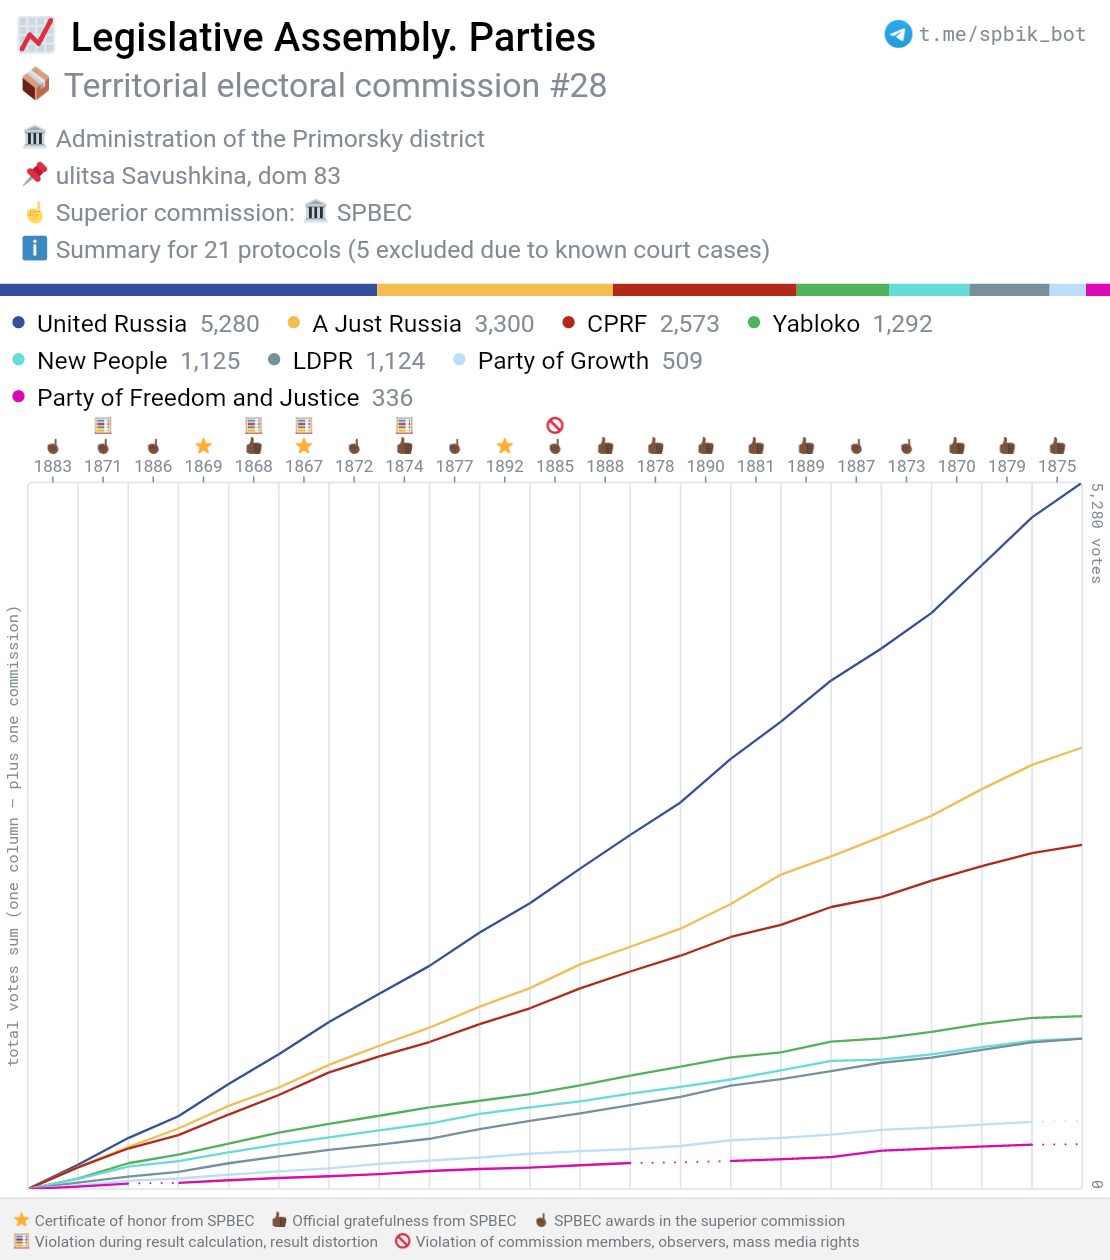 Legislative Assembly. Parties
t.me/spbik_bot
Territorial electoral commission #28
Administration of the Primorsky district
ulitsa Savushkina, dom 83
Superior commission: SPBEC
Summary for 21 protocols (5 excluded due to known court cases)
United Russia 5,280 A Just Russia 3,300 CPRF 2,573 Yabloko 1,292
New People 1,125 LDPR 1,124 Party of Growth 509
Party of Freedom and Justice 336
1883 1871 1886 1869 1868 1867 1872 1874 1877 1892 1885 1888 1878 1890 1881 1889 1887 1873 1870 1879 1875
total votes sum (one column – plus one commission)
5,280 votes
0
Certificate of honor from SPBEC Official gratefulness from SPBEC SPBEC awards in the superior commission
Violation during result calculation, result distortion Violation of commission members, observers, mass media rights